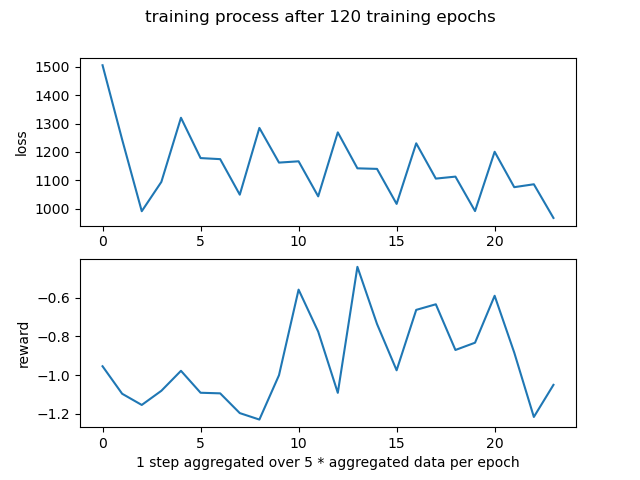 training process after 120 training epochs
loss
1500
1400
1300
1200
1100
1000
0 5 10 15 20
reward
−0.6
−0.8
−1.0
−1.2
0 5 10 15 20
1 step aggregated over 5 * aggregated data per epoch